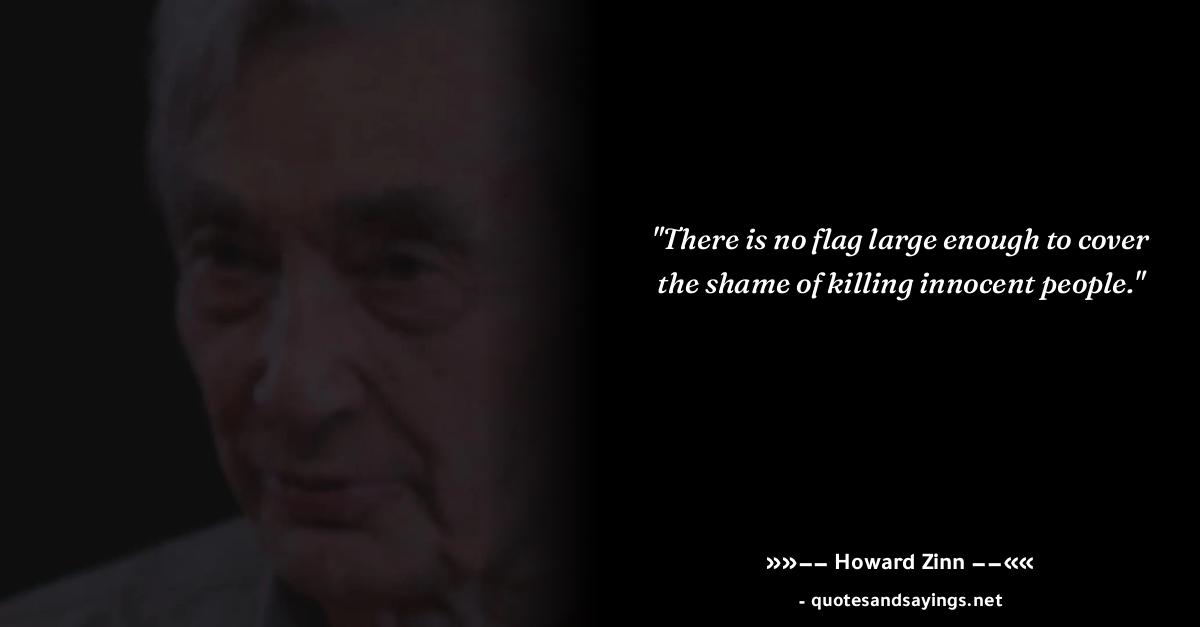 "There is no flag large enough to cover
the shame of killing innocent people."
»»–– Howard Zinn ––««
- quotesandsayings.net